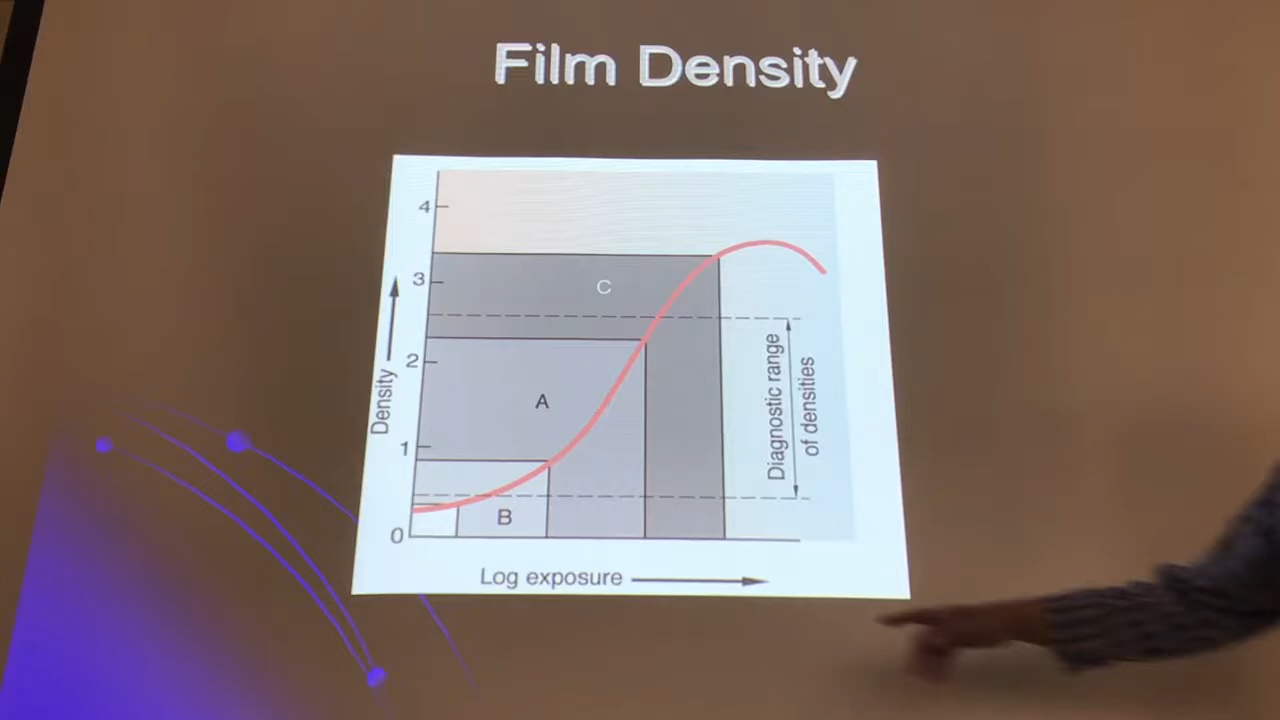 Film Density
4
3
2
1
0
Density
C
A
B
Diagnostic range
of densities
Log exposure